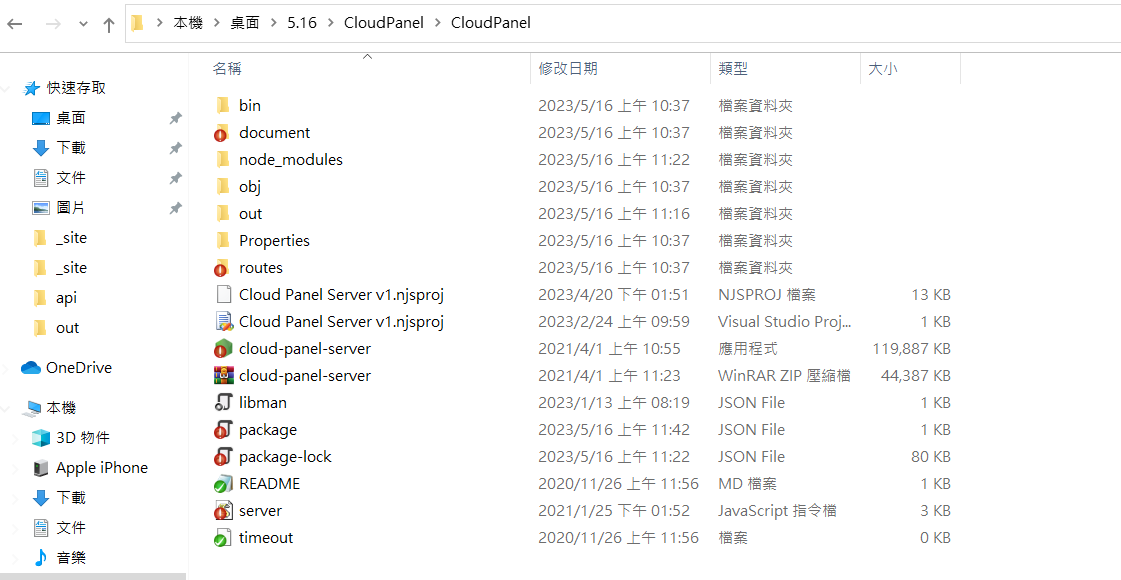 本機 > 桌面 > 5.16 > CloudPanel > CloudPanel
名稱 修改日期 類型 大小
快速存取
桌面
下載
文件
圖片
_site
_site
api
out
OneDrive
本機
3D 物件
Apple iPhone
下載
文件
音樂
bin 2023/5/16 上午 10:37 檔案資料夾
document 2023/5/16 上午 10:37 檔案資料夾
node_modules 2023/5/16 上午 11:22 檔案資料夾
obj 2023/5/16 上午 10:37 檔案資料夾
out 2023/5/16 上午 11:16 檔案資料夾
Properties 2023/5/16 上午 10:37 檔案資料夾
routes 2023/5/16 上午 10:37 檔案資料夾
Cloud Panel Server v1.njsproj 2023/4/20 下午 01:51 NJSPROJ 檔案 13 KB
Cloud Panel Server v1.njsproj 2023/2/24 上午 09:59 Visual Studio Proj... 1 KB
cloud-panel-server 2021/4/1 上午 10:55 應用程式 119,887 KB
cloud-panel-server 2021/4/1 上午 11:23 WinRAR ZIP 壓縮檔 44,387 KB
libman 2023/1/13 上午 08:19 JSON File 1 KB
package 2023/5/16 上午 11:42 JSON File 1 KB
package-lock 2023/5/16 上午 11:22 JSON File 80 KB
README 2020/11/26 上午 11:56 MD 檔案 1 KB
server 2021/1/25 下午 01:52 JavaScript 指令檔 3 KB
timeout 2020/11/26 上午 11:56 檔案 0 KB